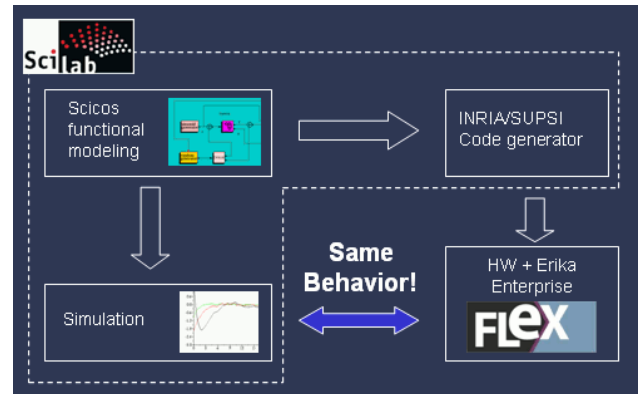 Scilab
Scicos
functional
modeling
INRIA/SUPSI
Code generator
Same
Behavior!
Simulation
HW + Erika
Enterprise
FLEX